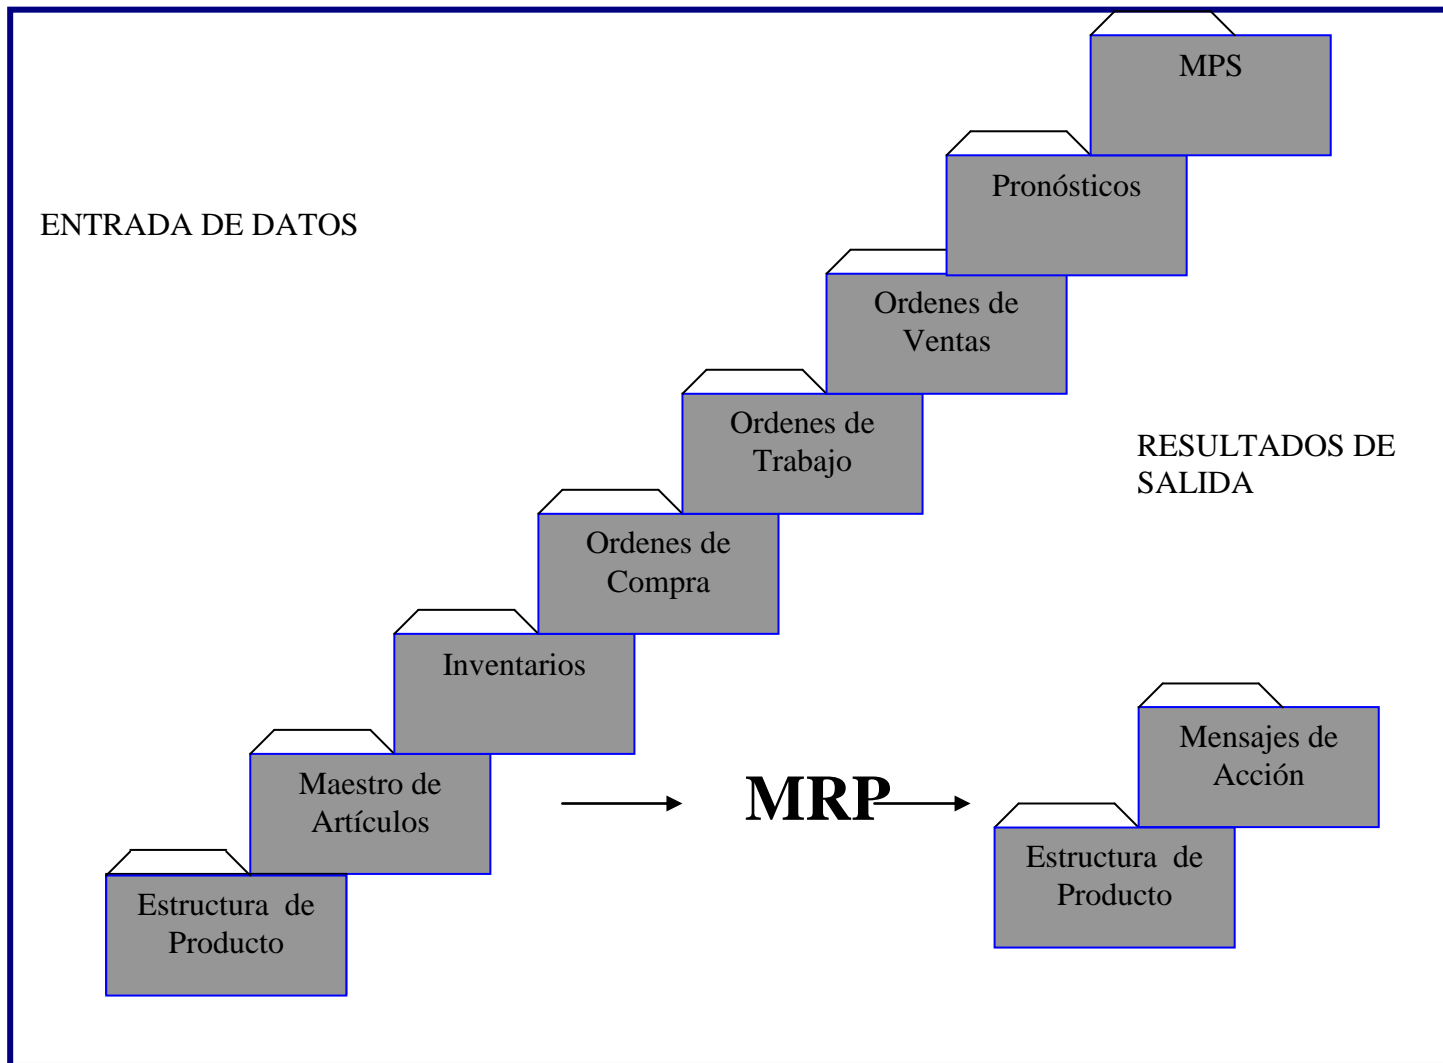 MPS
Pronósticos
ENTRADA DE DATOS
Ordenes de
Ventas
Ordenes de
Trabajo
RESULTADOS DE
SALIDA
Ordenes de
Compra
Inventarios
Mensajes de
Acción
Maestro de
Artículos
MRP
Estructura de
Producto
Estructura de
Producto